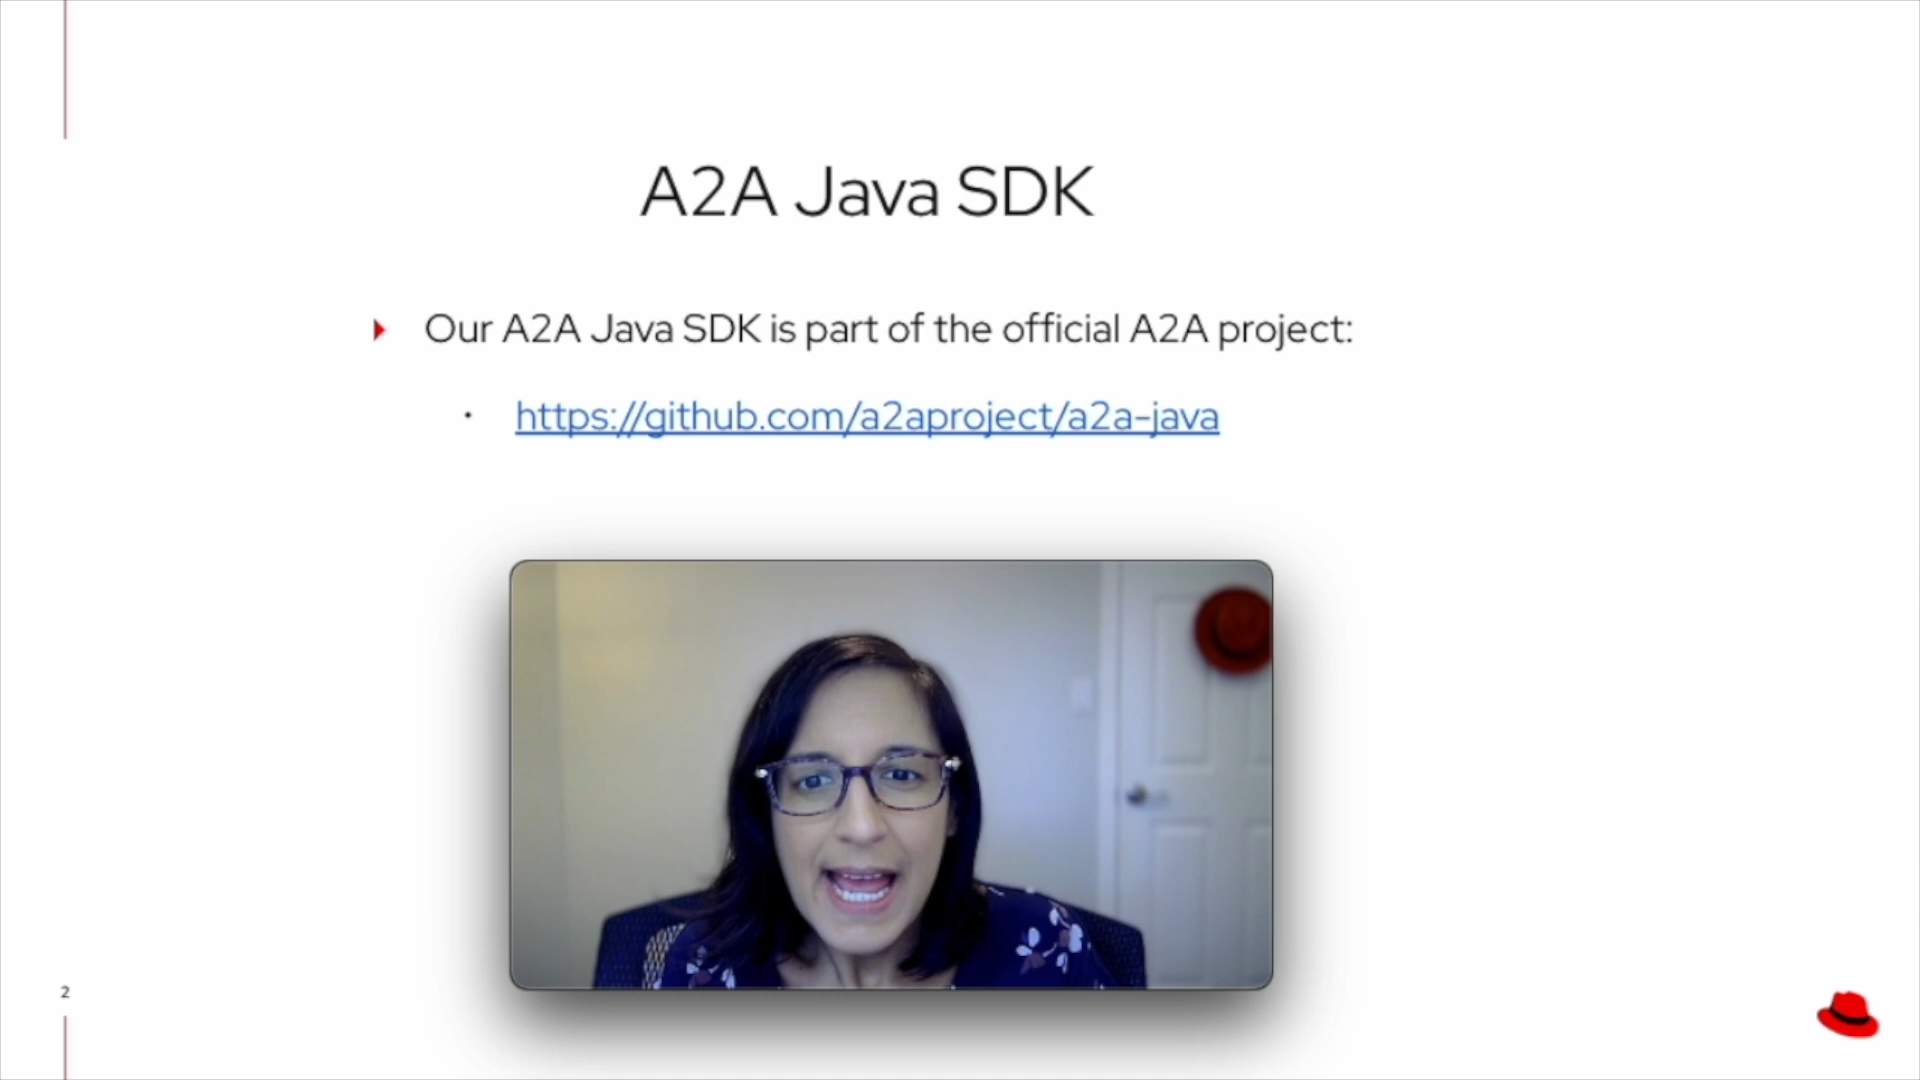 A2A Java SDK
Our A2A Java SDK is part of the official A2A project:
https://github.com/a2aproject/a2a-java
2